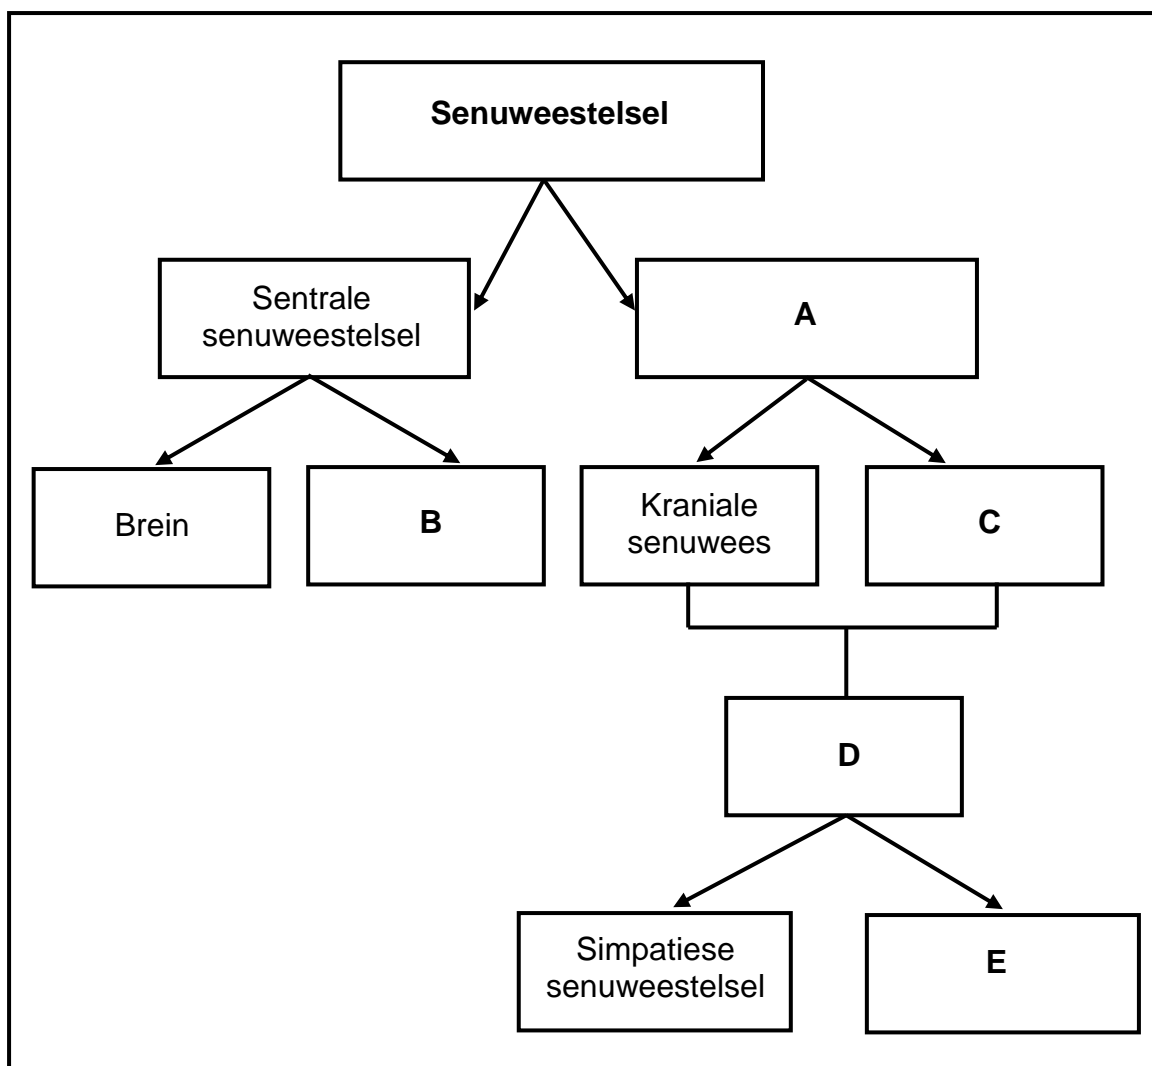 Senuweestelsel
Sentrale
senuweestelsel
A
Brein
B
Kraniale
senuwees
C
D
Simpatiese
senuweestelsel
E